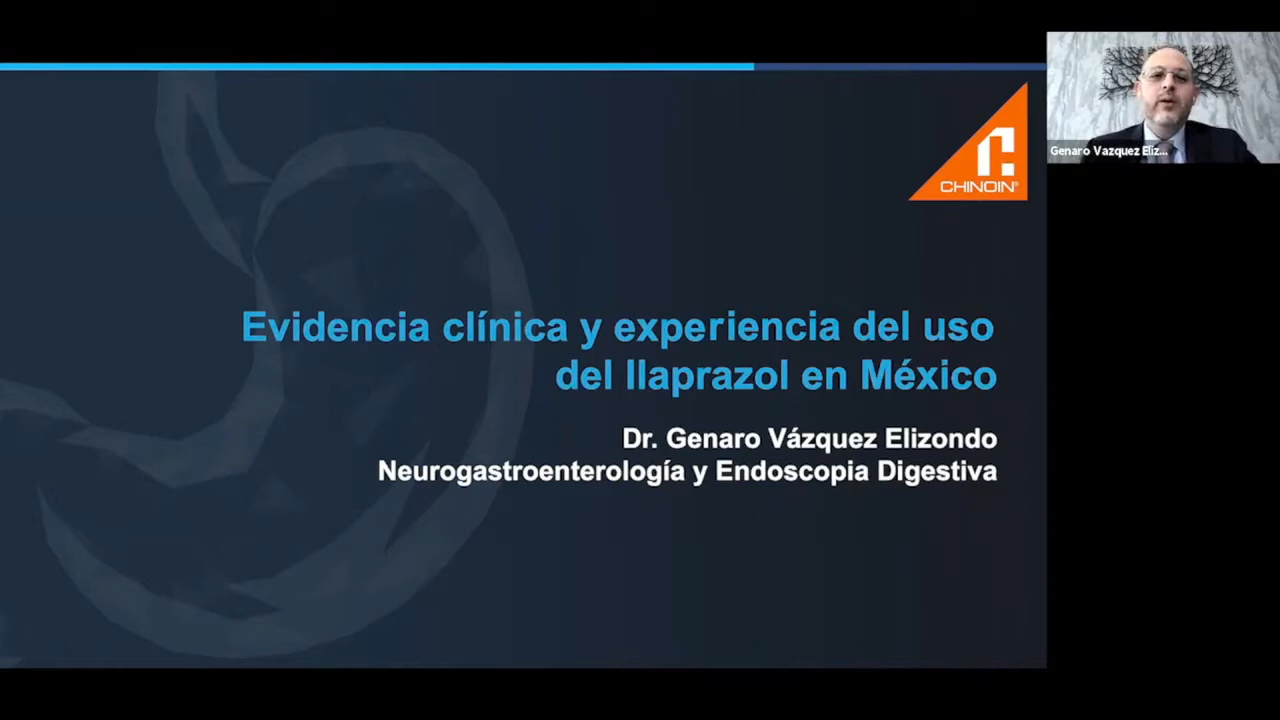 Genaro Vazquez Eliz...
CHINOIN®
Evidencia clínica y experiencia del uso
del Ilaprazol en México
Dr. Genaro Vázquez Elizondo
Neurogastroenterología y Endoscopia Digestiva